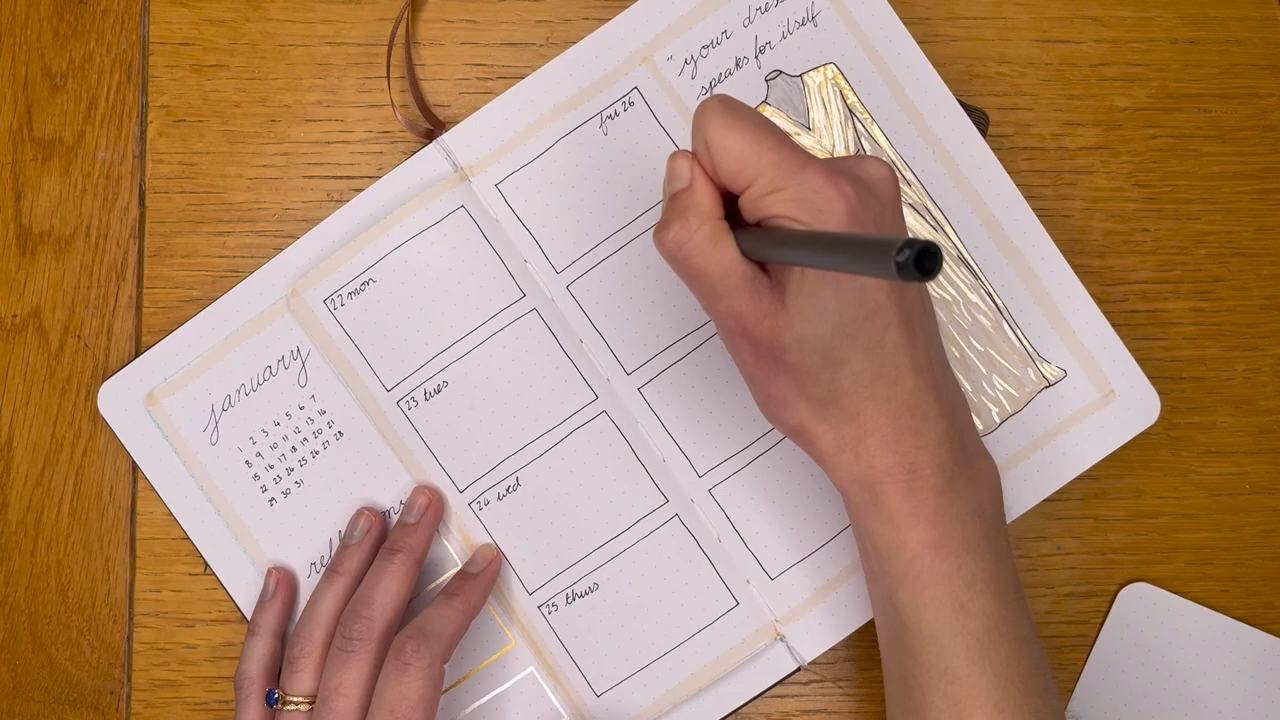 january
1 2 3 4 5 6 7
8 9 10 11 12 13 14
15 16 17 18 19 20 21
22 23 24 25 26 27 28
29 30 31
22 mon
23 tues
24 wed
25 thurs
fri 26
"your dress
speaks for itself